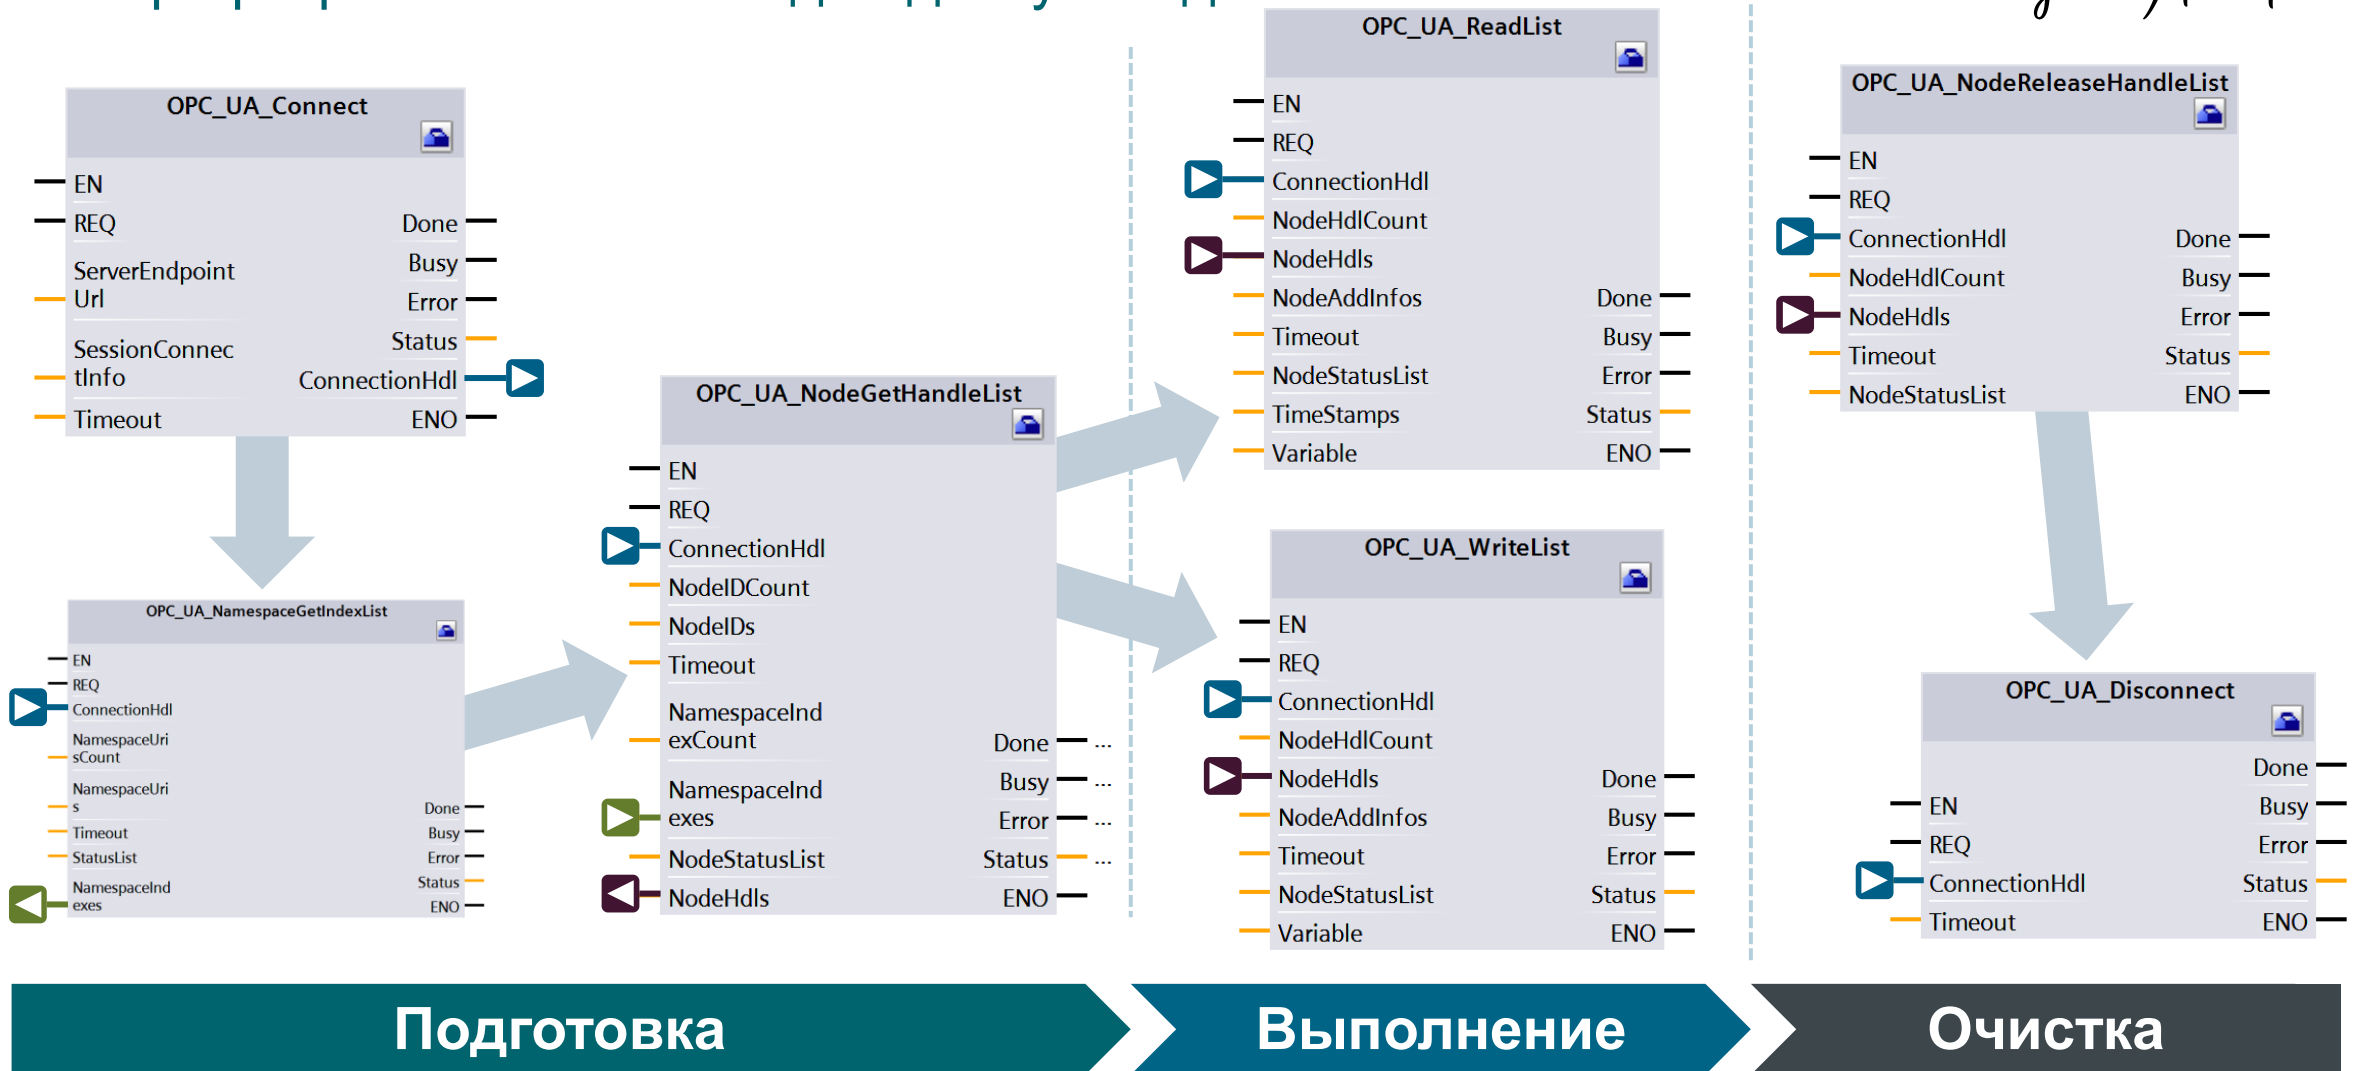 OPC_UA_Connect
EN
REQ
ServerEndpoint
Url
SessionConnec
tInfo
Timeout
Done
Busy
Error
Status
ConnectionHdl
ENO
OPC_UA_NamespaceGetIndexList
EN
REQ
ConnectionHdl
NamespaceUri
sCount
NamespaceUri
s
Timeout
StatusList
NamespaceInd
exes
Done
Busy
Error
Status
ENO
OPC_UA_NodeGetHandleList
EN
REQ
ConnectionHdl
NodeIDCount
NodeIDs
Timeout
NamespaceInd
exCount
NamespaceInd
exes
NodeStatusList
NodeHdls
Done ...
Busy ...
Error ...
Status ...
ENO
OPC_UA_ReadList
EN
REQ
ConnectionHdl
NodeHdlCount
NodeHdls
NodeAddInfos
Timeout
NodeStatusList
TimeStamps
Variable
Done
Busy
Error
Status
ENO
OPC_UA_WriteList
EN
REQ
ConnectionHdl
NodeHdlCount
NodeHdls
NodeAddInfos
Timeout
NodeStatusList
Variable
Done
Busy
Error
Status
ENO
OPC_UA_NodeReleaseHandleList
EN
REQ
ConnectionHdl
NodeHdlCount
NodeHdls
Timeout
NodeStatusList
Done
Busy
Error
Status
ENO
OPC_UA_Disconnect
EN
REQ
ConnectionHdl
Timeout
Done
Busy
Error
Status
ENO
Подготовка
Выполнение
Очистка